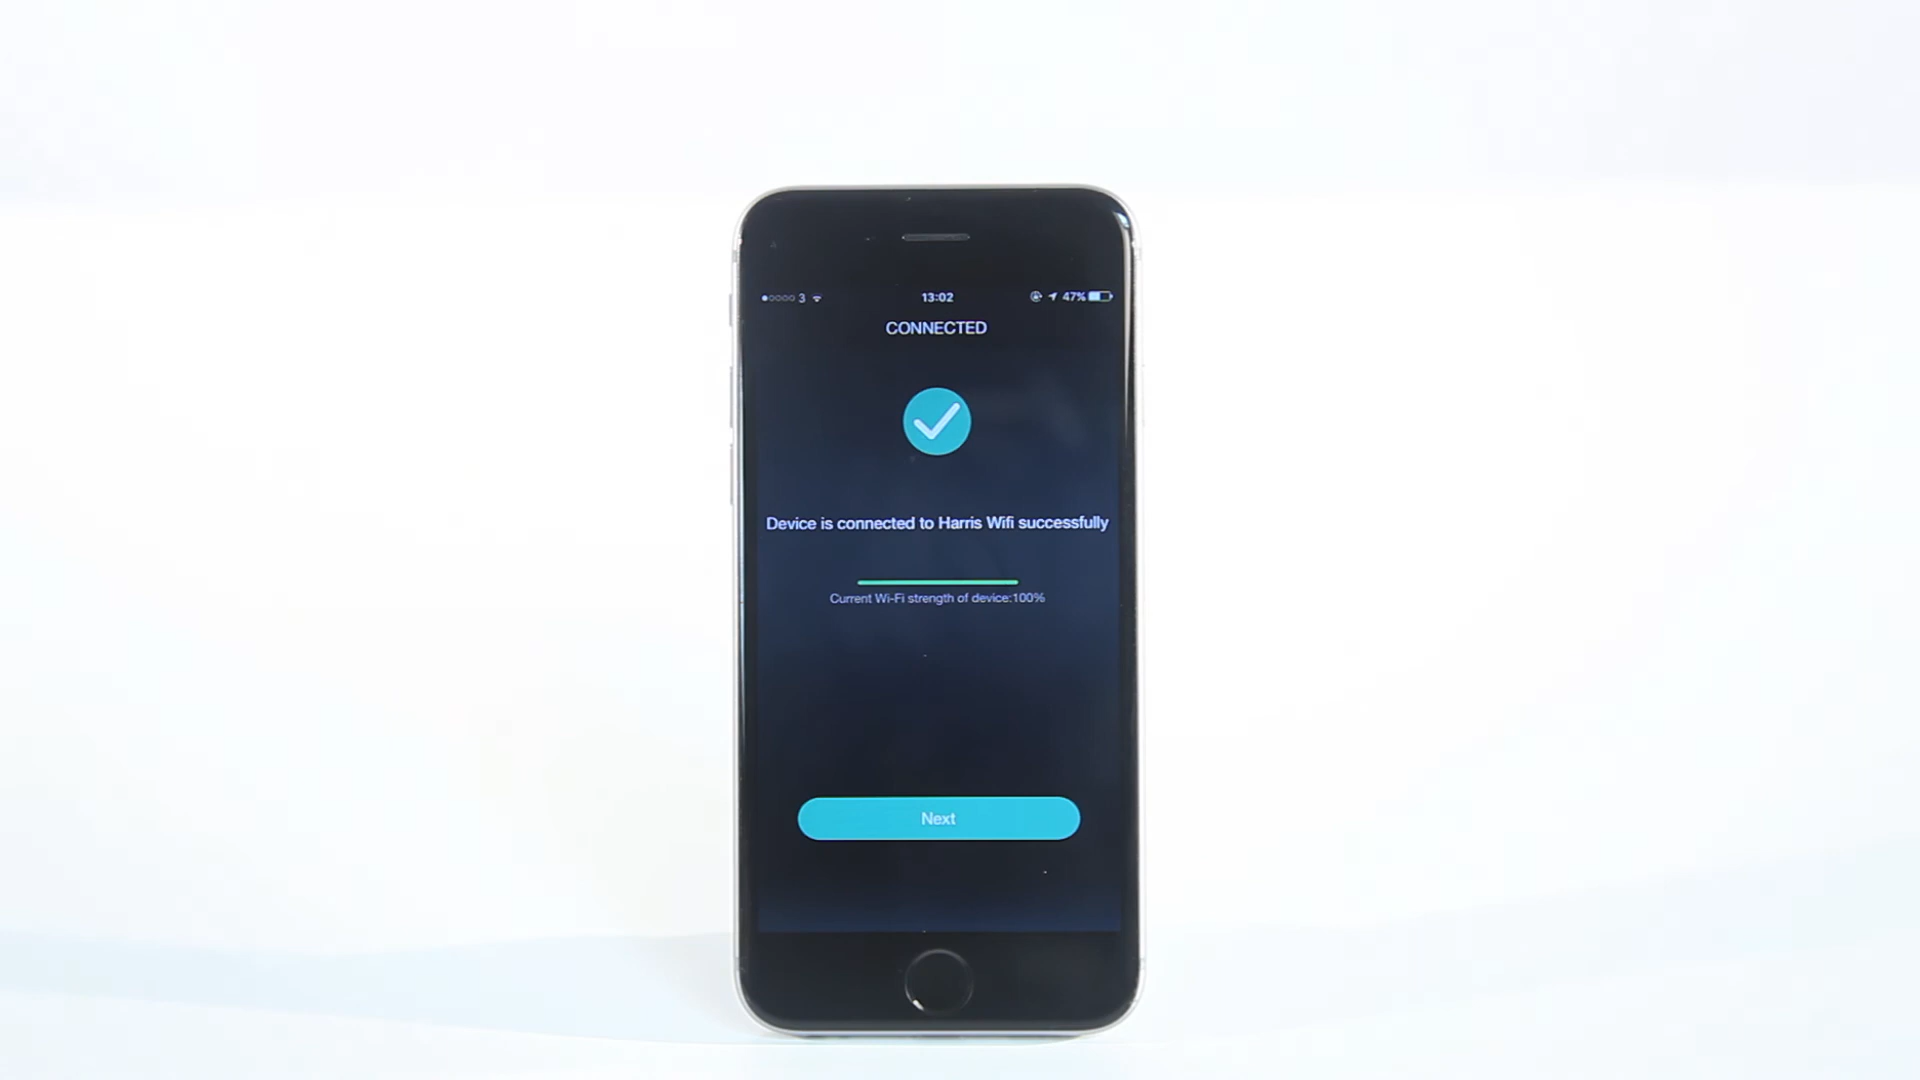 3 13:02 47%
CONNECTED
Device is connected to Harris Wifi successfully
Current Wi-Fi strength of device:100%
Next